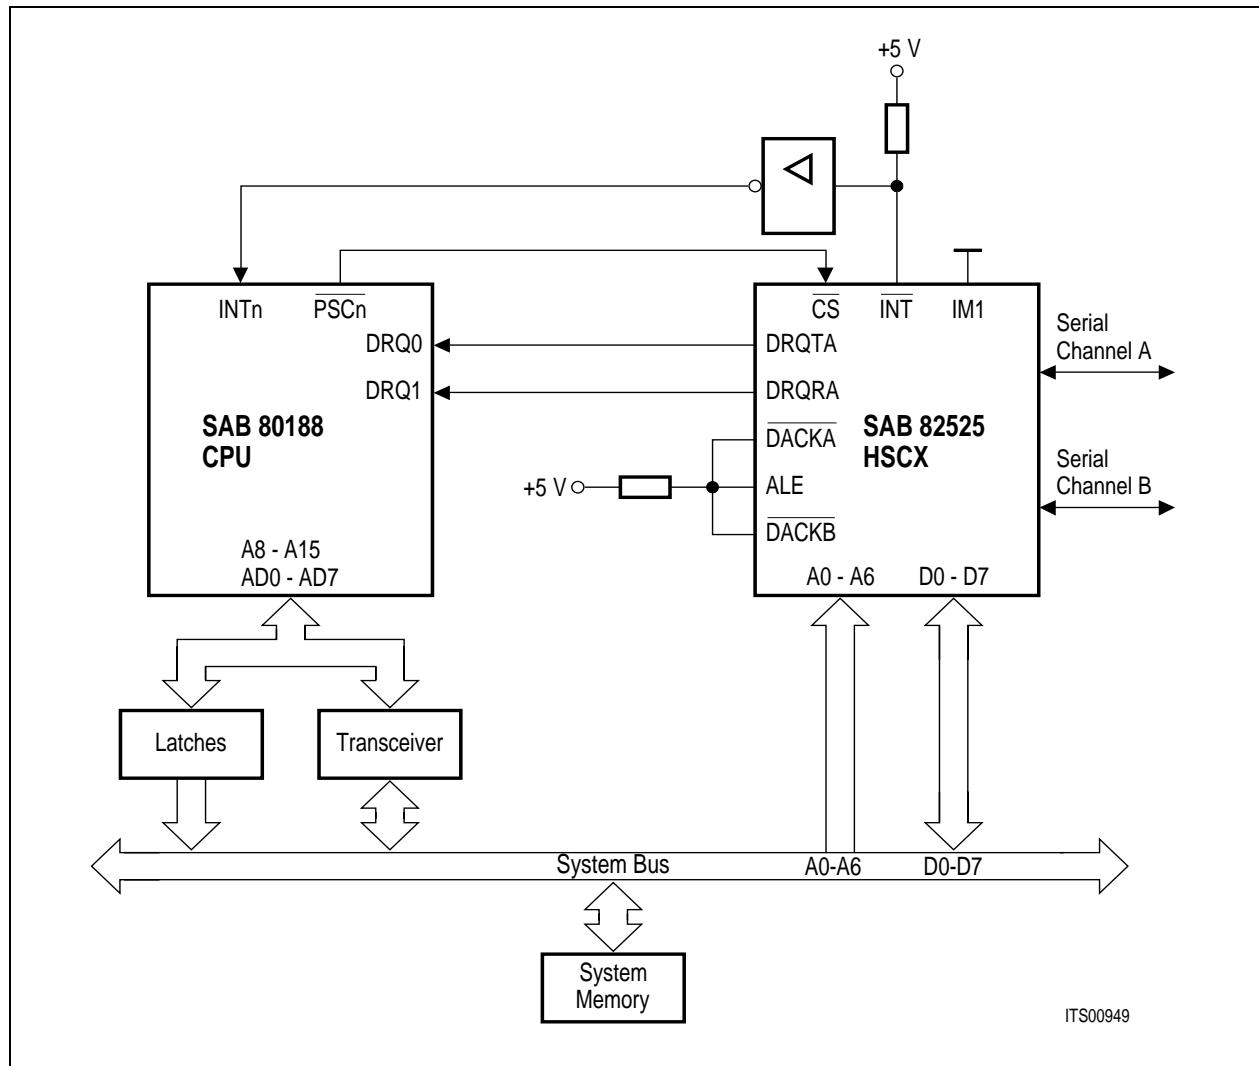 +5 V
INTn
PSCn
CS
INT
IM1
DRQ0
DRQ1
DRQTA
DRQRA
SAB 80188
CPU
DACKA
SAB 82525
HSCX
Serial
Channel A
+5 V
ALE
Serial
Channel B
DACKB
A8 - A15
AD0 - AD7
A0 - A6
D0 - D7
Latches
Transceiver
System Bus
A0-A6
D0-D7
System
Memory
ITS00949